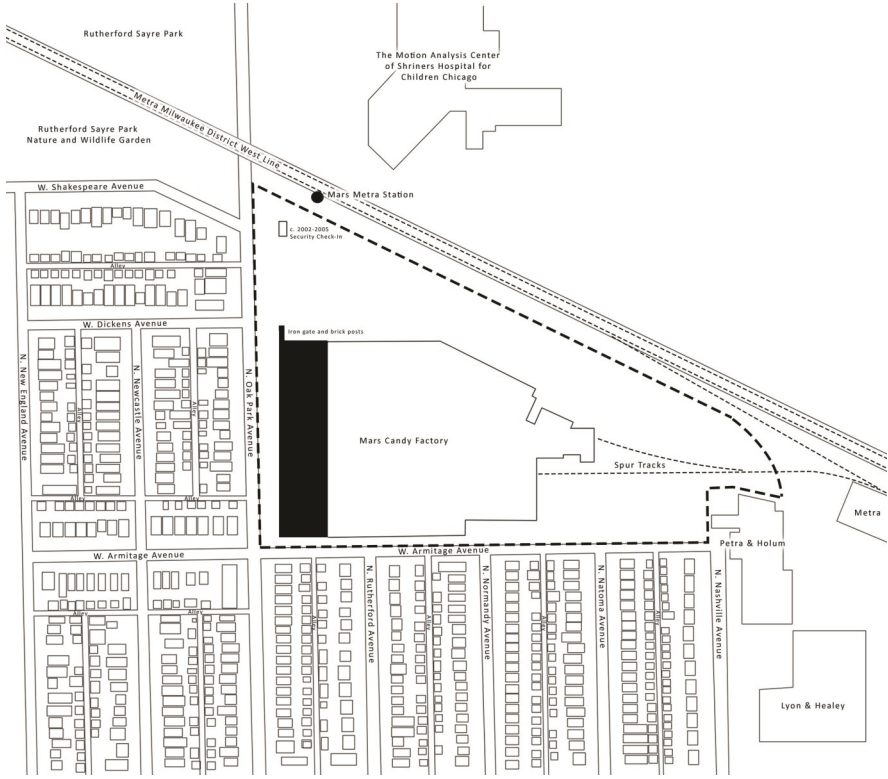 Rutherford Sayre Park
The Motion Analysis Center
of Shriners Hospital for
Children Chicago
Metra Milwaukee District West Line
Rutherford Sayre Park
Nature and Wildlife Garden
W. Shakespeare Avenue
Mars Metra Station
c. 2002-2005
Security Check-In
Alley
W. Dickens Avenue
Iron gate and brick posts
N. New England Avenue
N. Newcastle Avenue
N. Oak Park Avenue
Alley
Alley
Mars Candy Factory
Spur Tracks
Alley
Alley
Metra
Petra & Holum
W. Armitage Avenue
W. Armitage Avenue
N. Rutherford Avenue
N. Normandy Avenue
N. Natoma Avenue
N. Nashville Avenue
Alley
Alley
Alley
Alley
Alley
Alley
Alley
Alley
Lyon & Healey